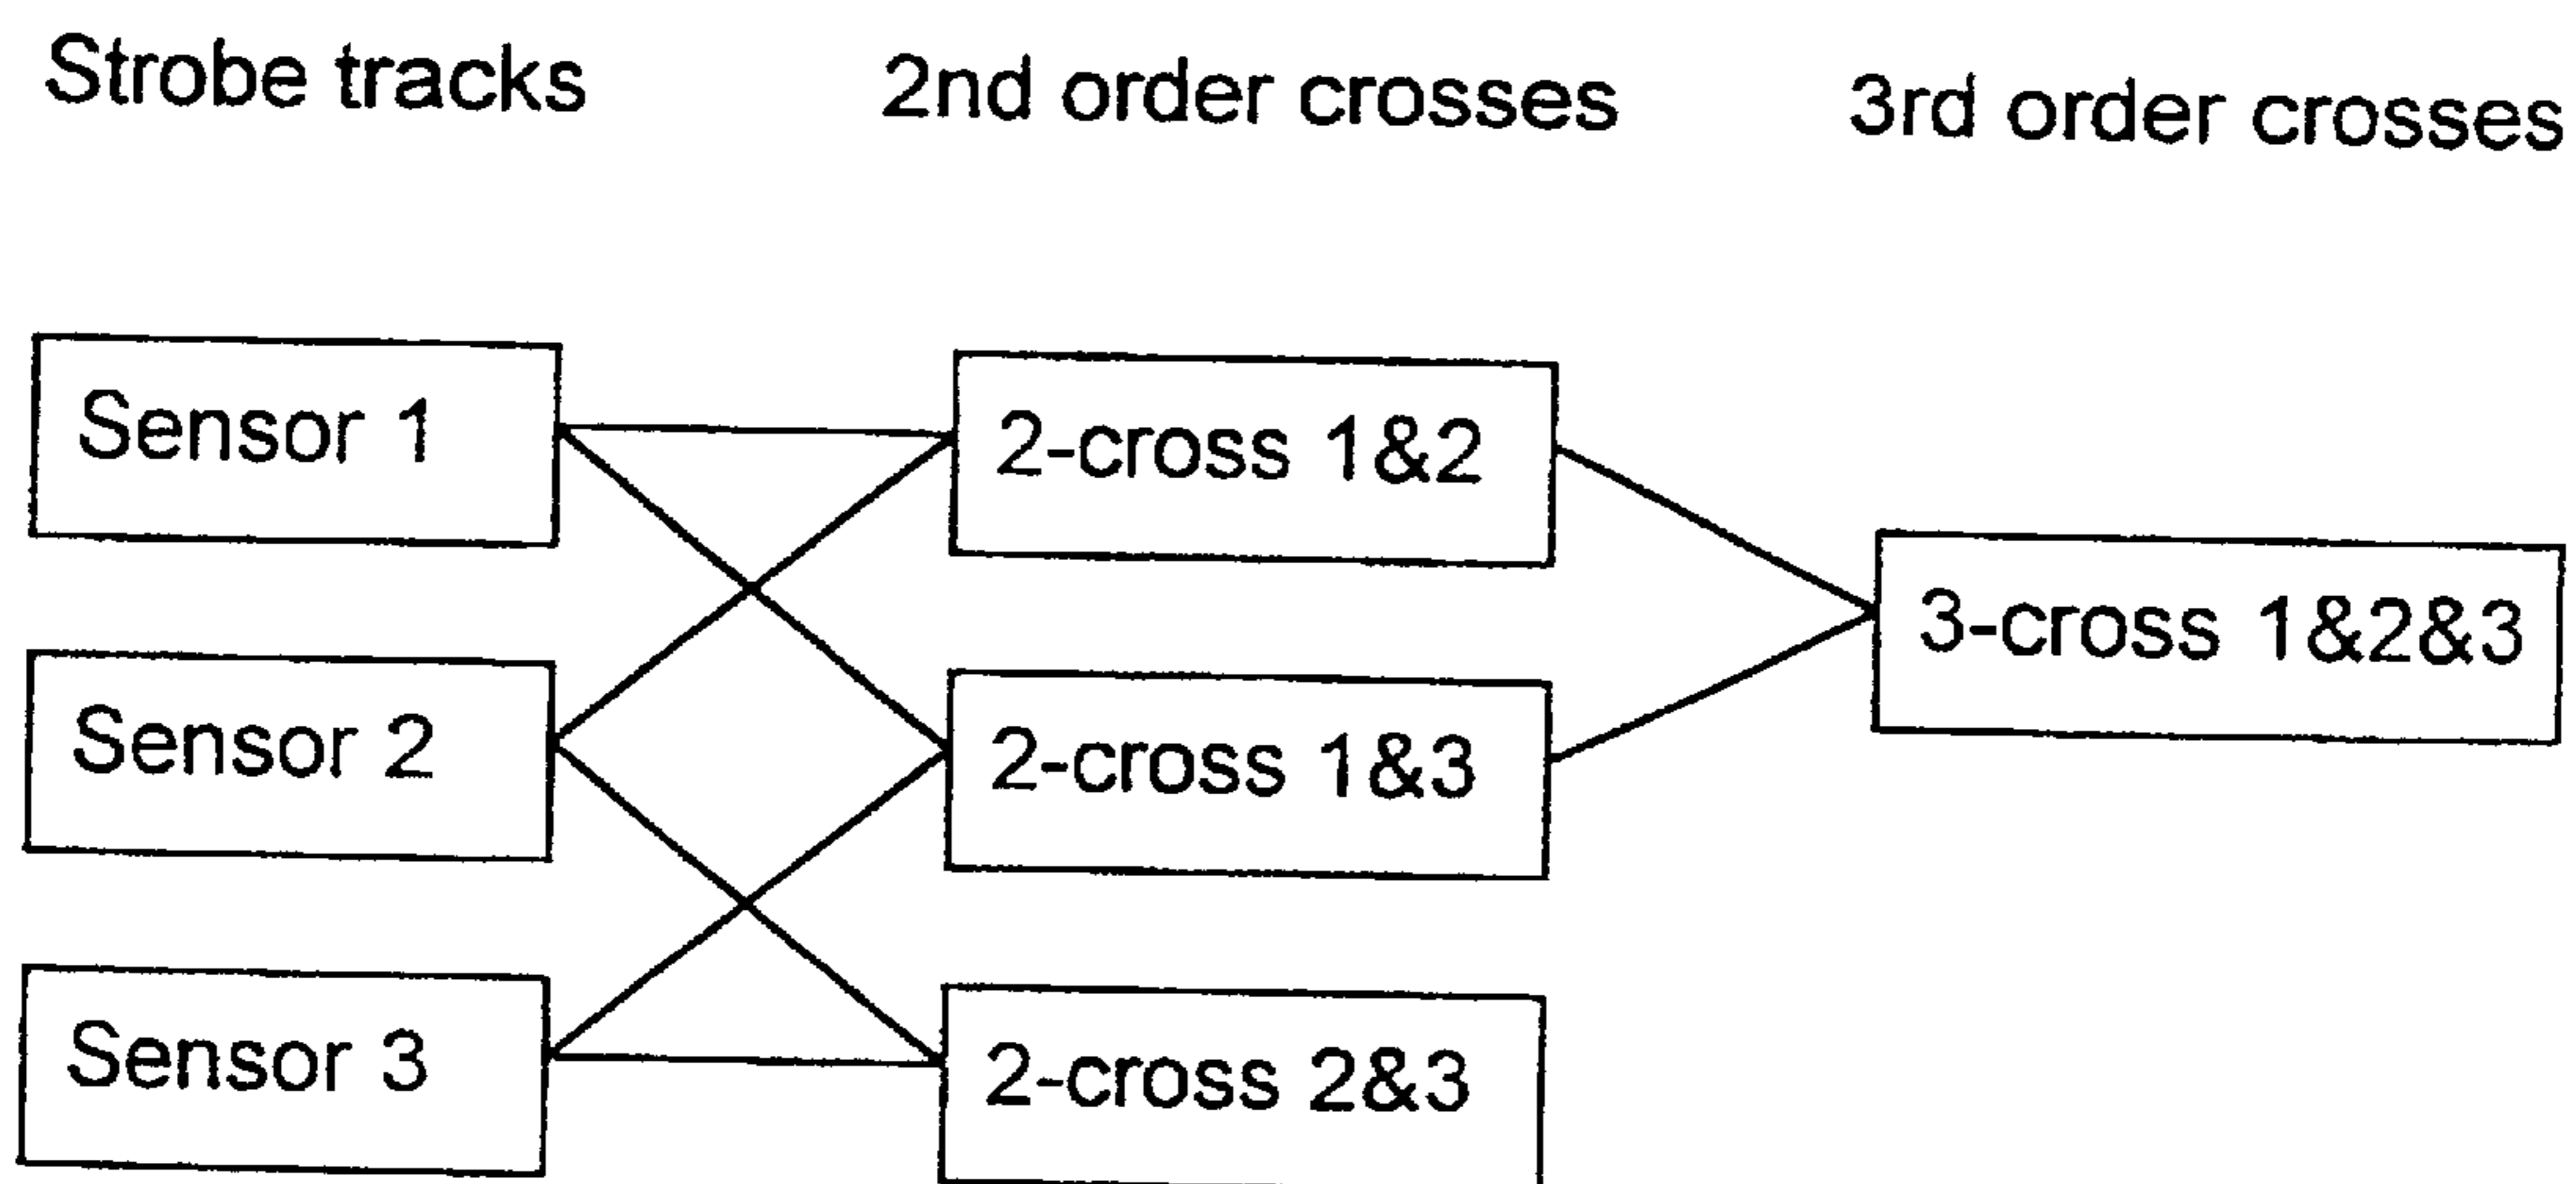 Strobe tracks
2nd order crosses
3rd order crosses
Sensor 1
2-cross 1&2
3-cross 1&2&3
Sensor 2
2-cross 1&3
Sensor 3
2-cross 2&3